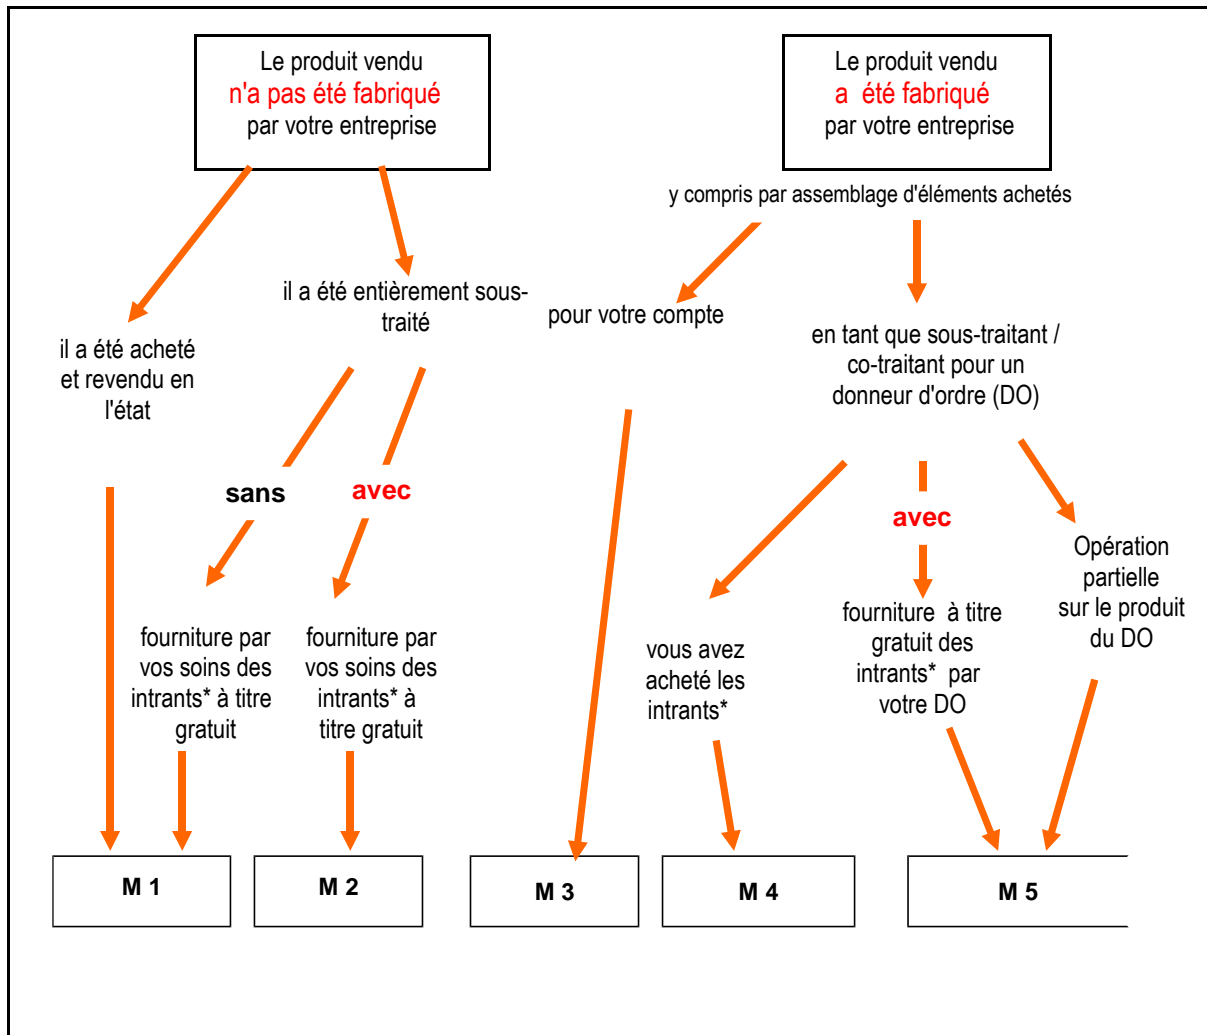 Le produit vendu
n'a pas été fabriqué
par votre entreprise
Le produit vendu
a été fabriqué
par votre entreprise
y compris par assemblage d'éléments achetés
il a été entièrement sous-
traité
il a été acheté
et revendu en
l'état
pour votre compte
en tant que sous-traitant /
co-traitant pour un
donneur d'ordre (DO)
sans
avec
avec
fourniture par
vos soins des
intrants* à titre
gratuit
fourniture par
vos soins des
intrants* à
titre gratuit
vous avez
acheté les
intrants*
fourniture à titre
gratuit des
intrants* par
votre DO
Opération
partielle
sur le produit
du DO
M 1
M 2
M 3
M 4
M 5